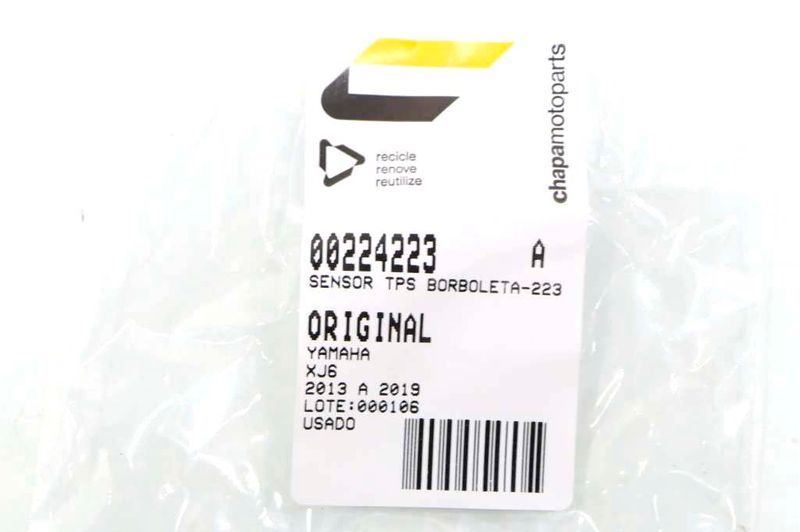 chapamotoparts
recicle
renove
reutilize
00224223 A
SENSOR TPS BORBOLETA-223
ORIGINAL
YAMAHA
XJ6
2013 A 2019
LOTE:000106
USADO